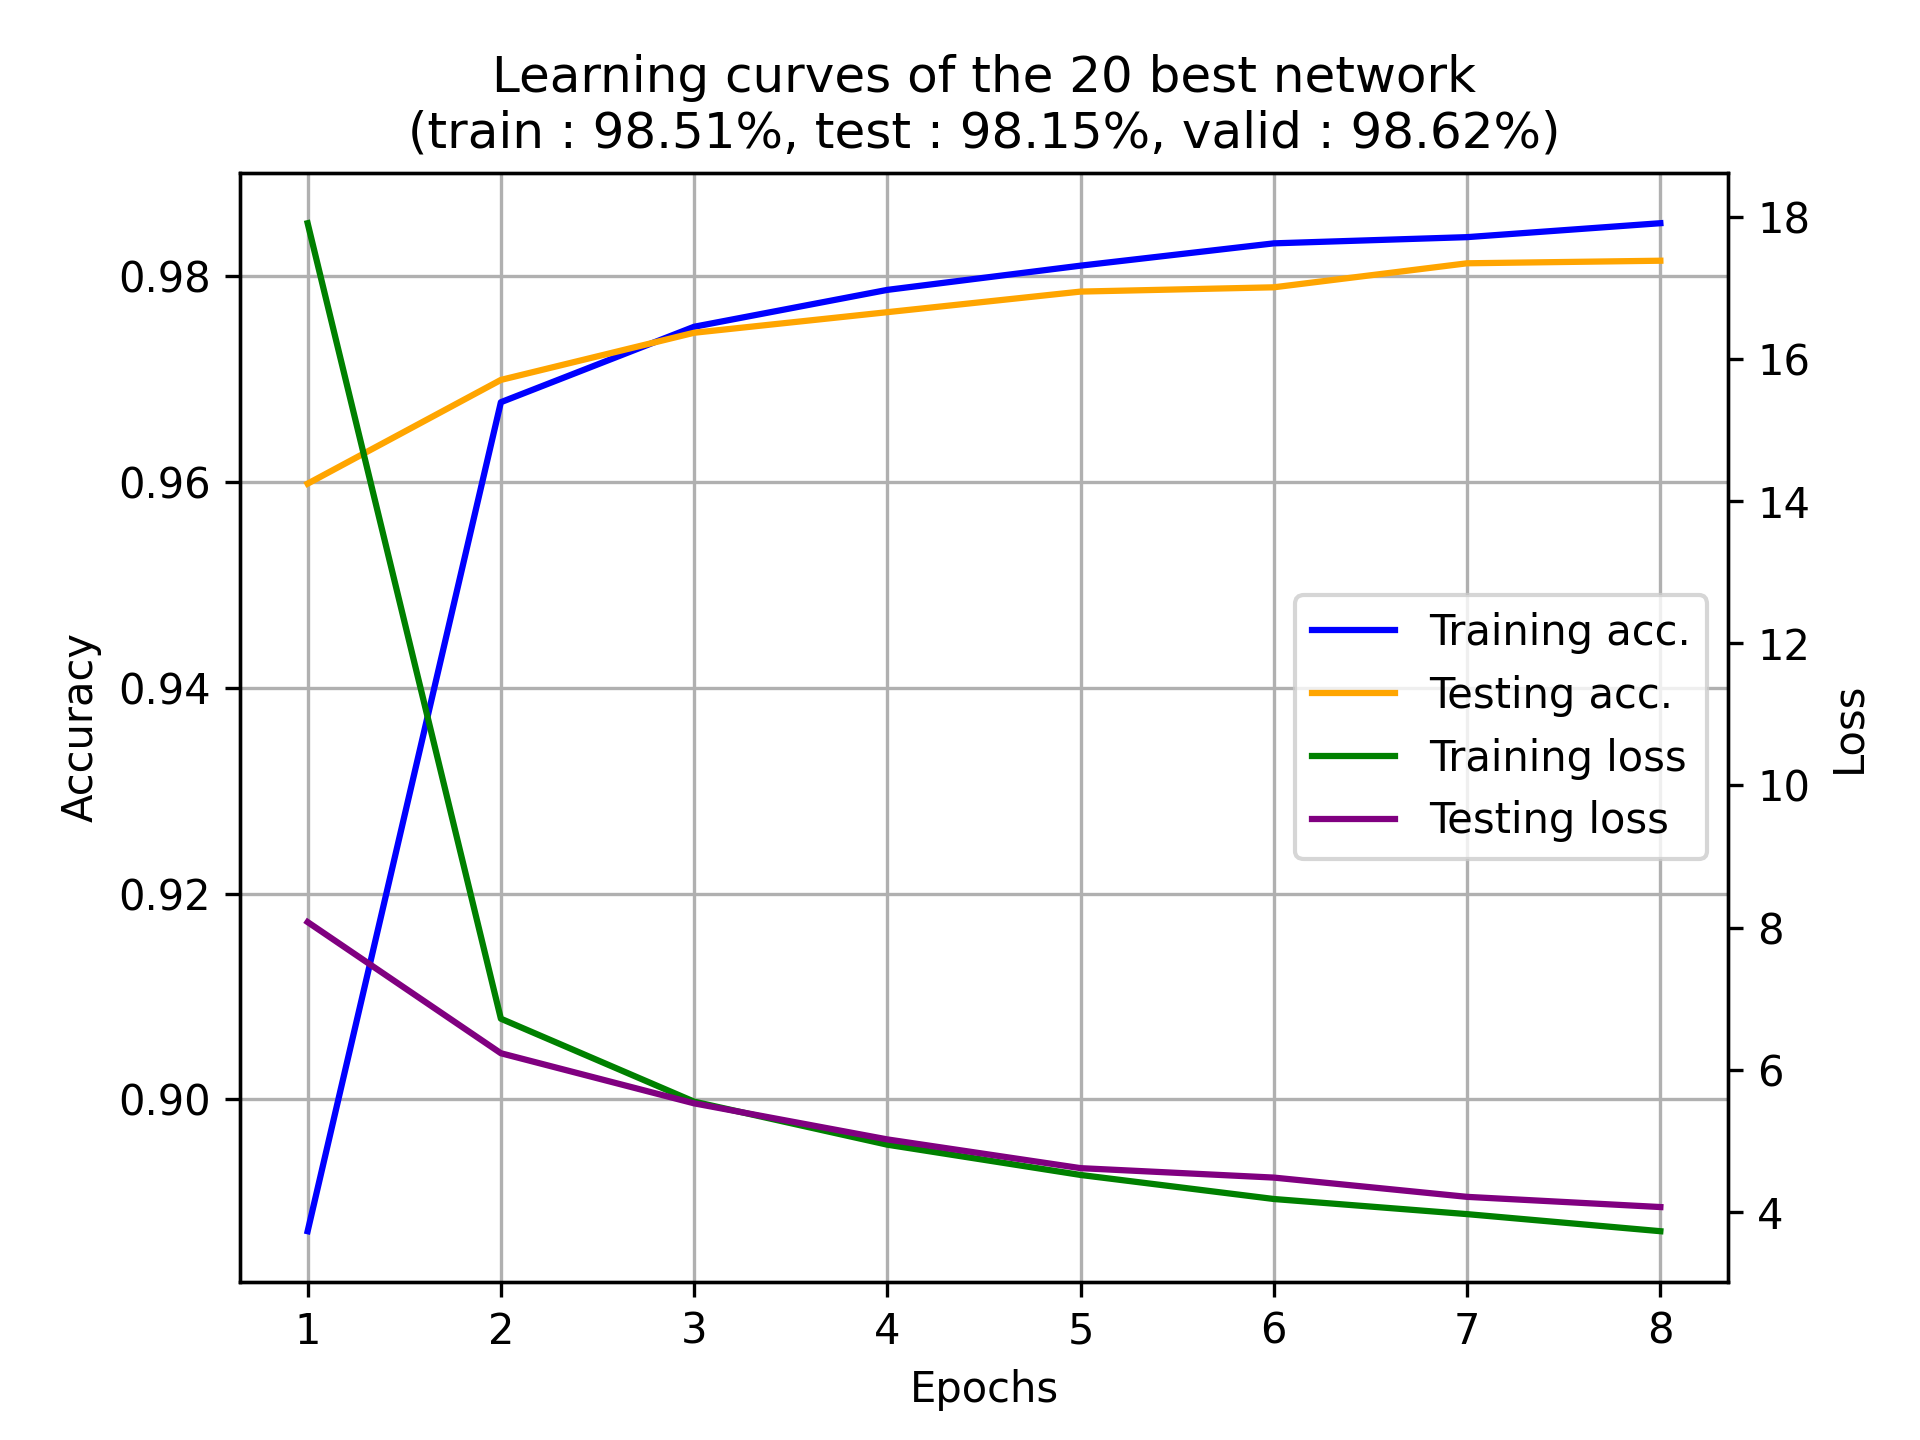 Learning curves of the 20 best network
(train : 98.51%, test : 98.15%, valid : 98.62%)
Accuracy
0.98
0.96
0.94
0.92
0.90
18
16
14
12
10
8
6
4
Loss
Training acc.
Testing acc.
Training loss
Testing loss
1 2 3 4 5 6 7 8
Epochs